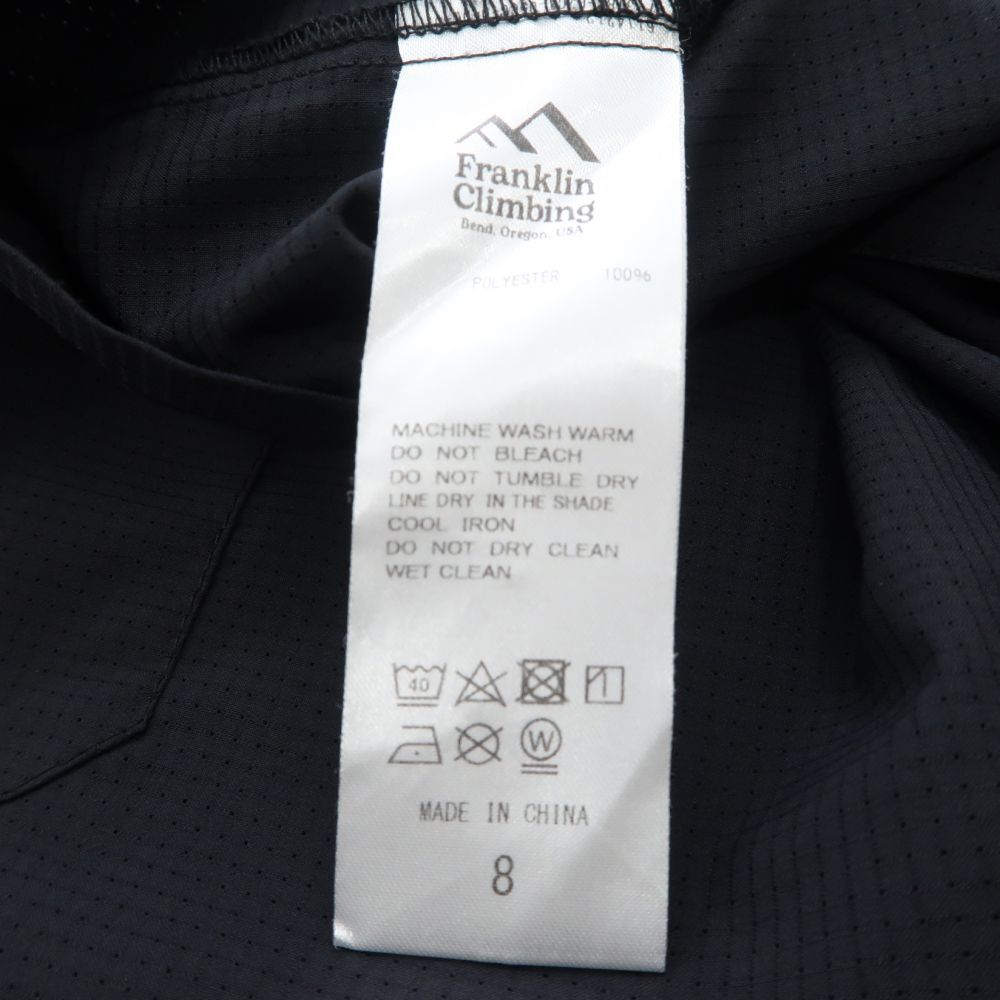 Franklin
Climbing
Bend, Oregon, USA
POLYESTER 100%
MACHINE WASH WARM
DO NOT BLEACH
DO NOT TUMBLE DRY
LINE DRY IN THE SHADE
COOL IRON
DO NOT DRY CLEAN
WET CLEAN
40
W
MADE IN CHINA
8